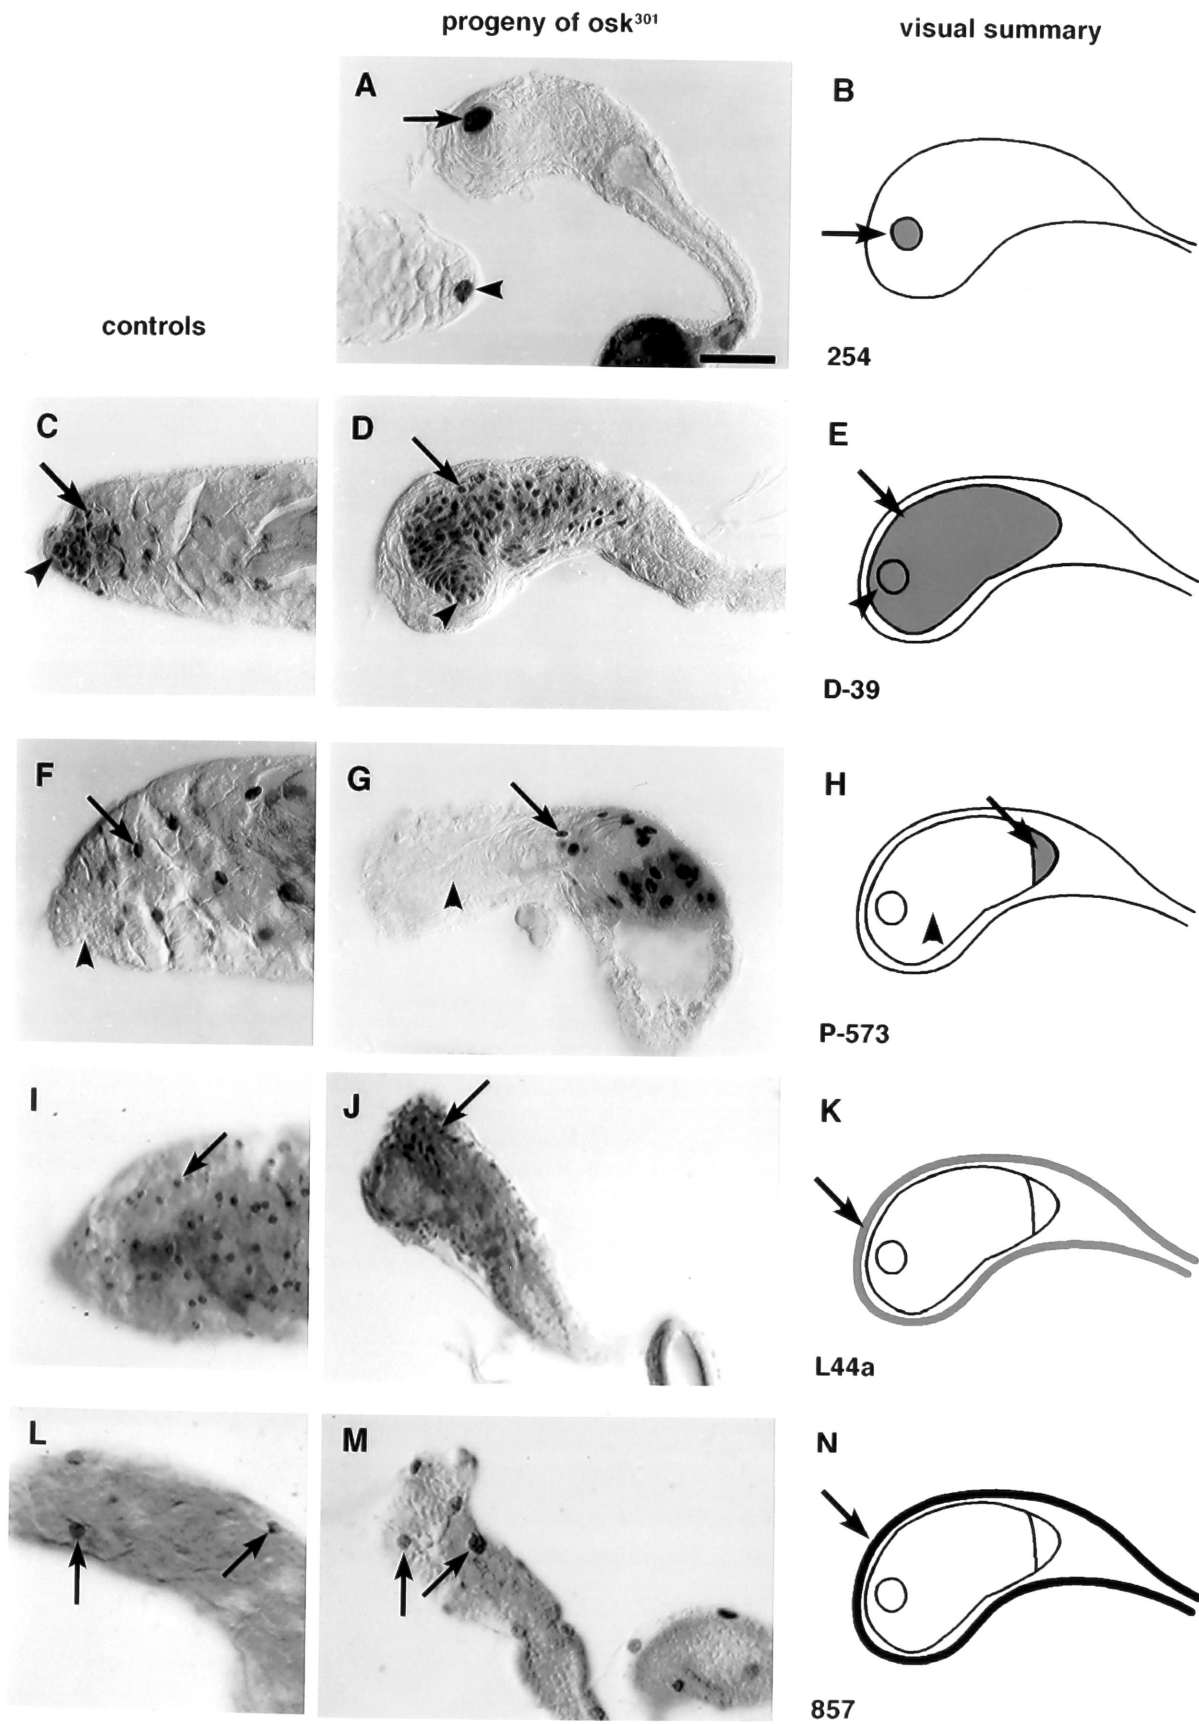 progeny of osk³⁰¹
visual summary
A
B
controls
254
C
D
E
D-39
F
G
H
P-573
I
J
K
L44a
L
M
N
857